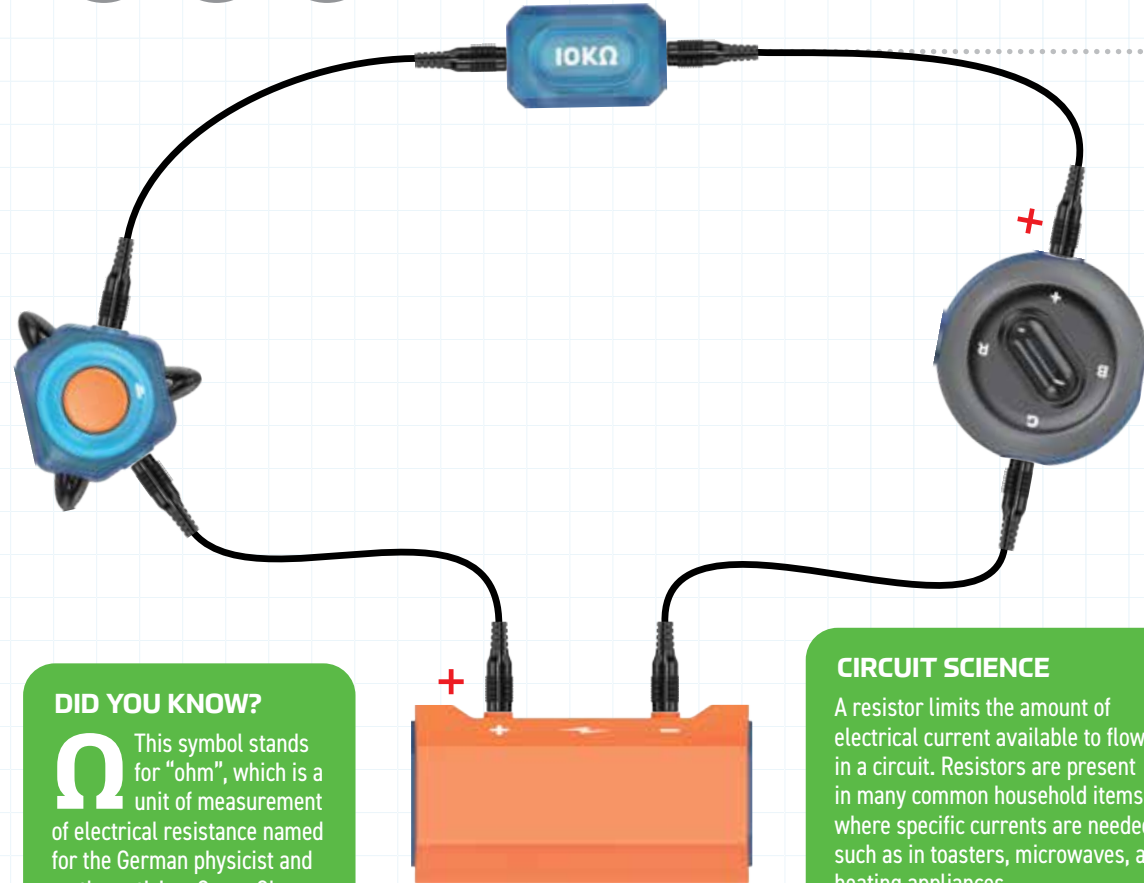 10KΩ
+
+
R
B
G
+
+
−
DID YOU KNOW?
Ω
This symbol stands
for “ohm”, which is a
unit of measurement
of electrical resistance named
for the German physicist and
CIRCUIT SCIENCE
A resistor limits the amount of
electrical current available to flow
in a circuit. Resistors are present
in many common household items
where specific currents are needed
such as in toasters, microwaves,
heating appliances